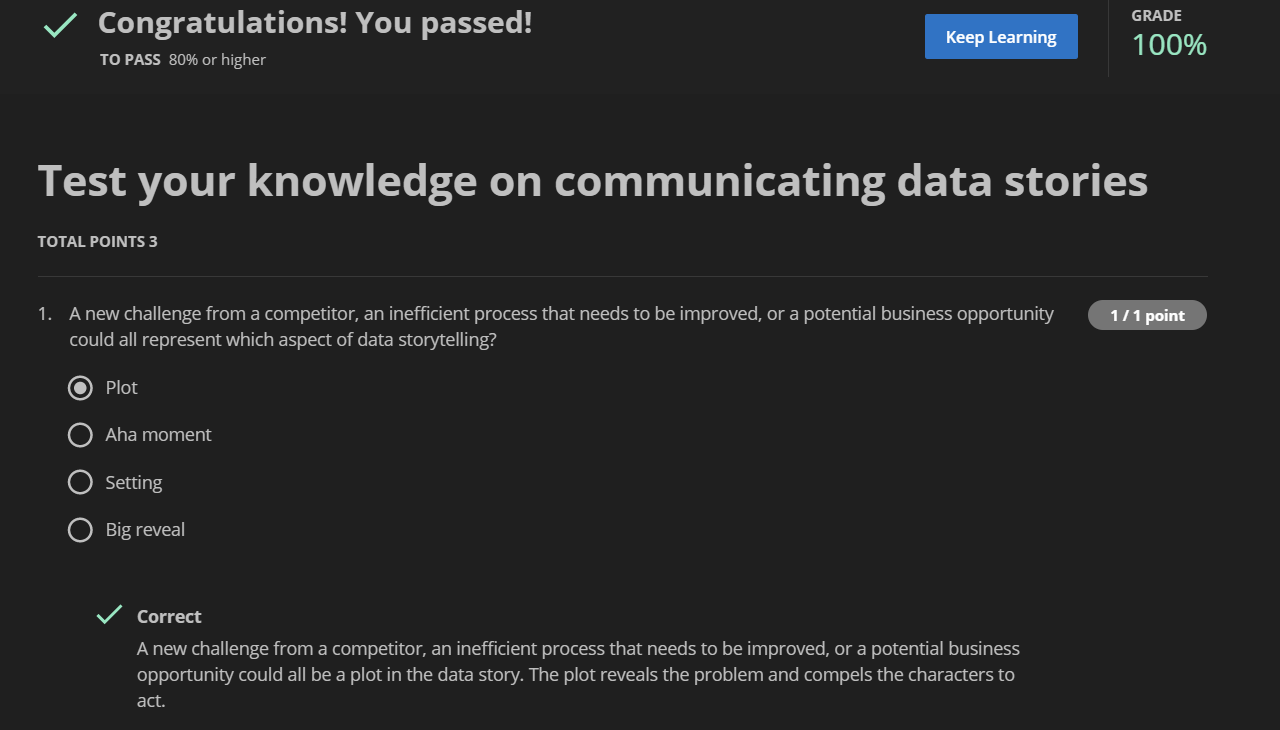 Congratulations! You passed!
TO PASS 80% or higher
Keep Learning
GRADE
100%
Test your knowledge on communicating data stories
TOTAL POINTS 3
1. A new challenge from a competitor, an inefficient process that needs to be improved, or a potential business opportunity
could all represent which aspect of data storytelling?
1 / 1 point
Plot
Aha moment
Setting
Big reveal
Correct
A new challenge from a competitor, an inefficient process that needs to be improved, or a potential business
opportunity could all be a plot in the data story. The plot reveals the problem and compels the characters to
act.